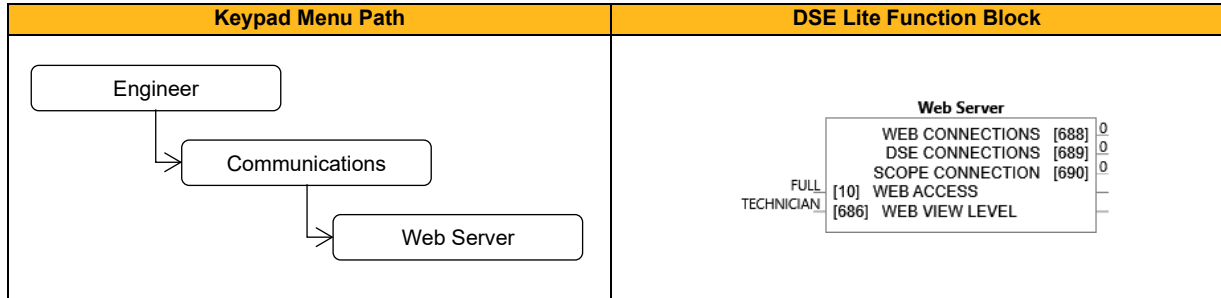 Keypad Menu Path
DSE Lite Function Block
Engineer
Communications
Web Server
Web Server
WEB CONNECTIONS [688] 0
DSE CONNECTIONS [689] 0
SCOPE CONNECTION [690] 0
FULL [10] WEB ACCESS
TECHNICIAN [686] WEB VIEW LEVEL